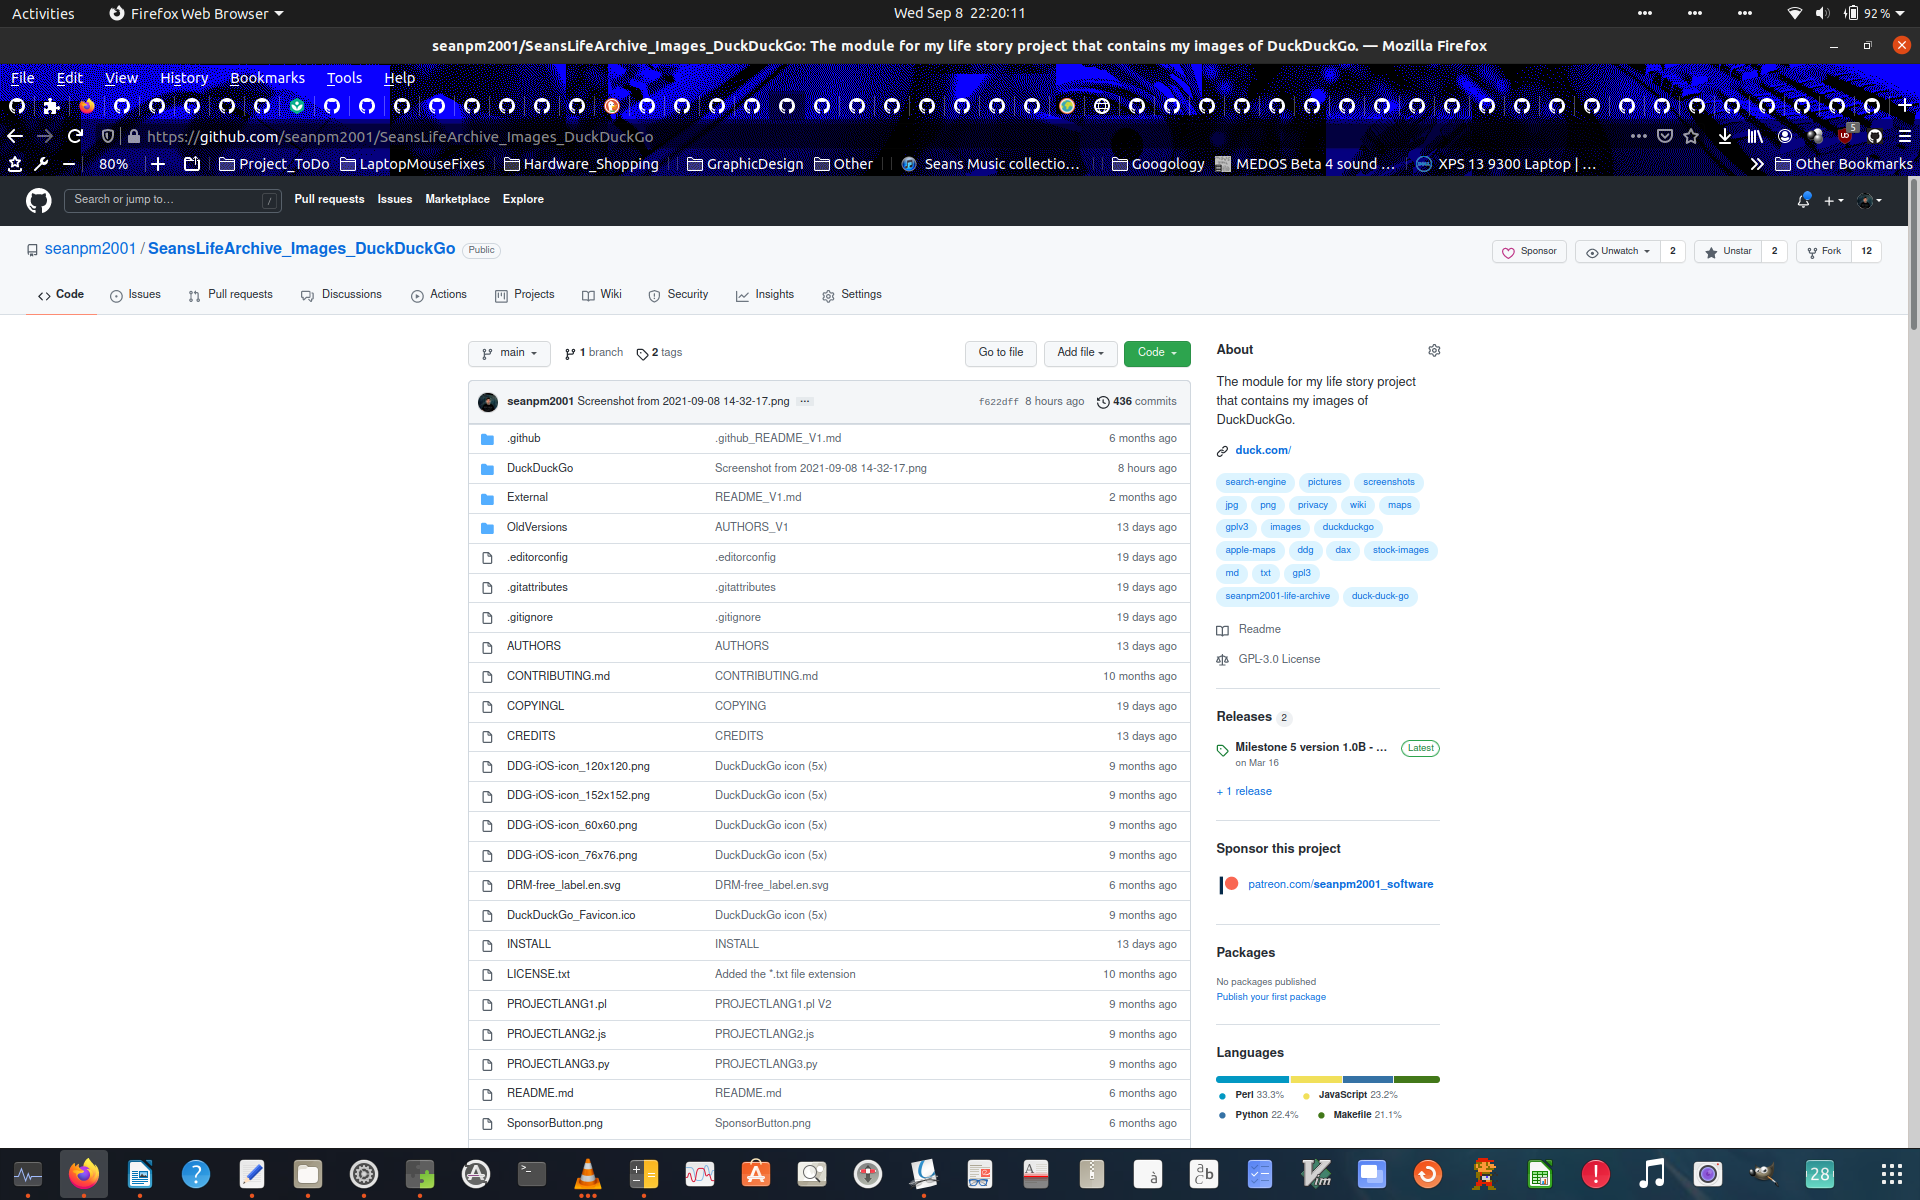 Activities
Firefox Web Browser
Wed Sep 8 22:20:11
92 %
seanpm2001/SeansLifeArchive_Images_DuckDuckGo: The module for my life story project that contains my images of DuckDuckGo. — Mozilla Firefox
File Edit View History Bookmarks Tools Help
https://github.com/seanpm2001/SeansLifeArchive_Images_DuckDuckGo
5
80%
Project_ToDo
LaptopMouseFixes
Hardware_Shopping
GraphicDesign
Other
Seans Music collectio…
Googology
MEDOS Beta 4 sound …
XPS 13 9300 Laptop | …
Other Bookmarks
Search or jump to…
/
Pull requests Issues Marketplace Explore
seanpm2001 / SeansLifeArchive_Images_DuckDuckGo Public
Sponsor
Unwatch 2
Unstar 2
Fork 12
Code
Issues
Pull requests
Discussions
Actions
Projects
Wiki
Security
Insights
Settings
main
1 branch
2 tags
Go to file
Add file
Code
seanpm2001 Screenshot from 2021-09-08 14-32-17.png ... f622dff 8 hours ago 436 commits
.github .github_README_V1.md 6 months ago
DuckDuckGo Screenshot from 2021-09-08 14-32-17.png 8 hours ago
External README_V1.md 2 months ago
OldVersions AUTHORS_V1 13 days ago
.editorconfig .editorconfig 19 days ago
.gitattributes .gitattributes 19 days ago
.gitignore .gitignore 19 days ago
AUTHORS AUTHORS 13 days ago
CONTRIBUTING.md CONTRIBUTING.md 10 months ago
COPYINGL COPYING 19 days ago
CREDITS CREDITS 13 days ago
DDG-iOS-icon_120x120.png DuckDuckGo icon (5x) 9 months ago
DDG-iOS-icon_152x152.png DuckDuckGo icon (5x) 9 months ago
DDG-iOS-icon_60x60.png DuckDuckGo icon (5x) 9 months ago
DDG-iOS-icon_76x76.png DuckDuckGo icon (5x) 9 months ago
DRM-free_label.en.svg DRM-free_label.en.svg 6 months ago
DuckDuckGo_Favicon.ico DuckDuckGo icon (5x) 9 months ago
INSTALL INSTALL 13 days ago
LICENSE.txt Added the *.txt file extension 10 months ago
PROJECTLANG1.pl PROJECTLANG1.pl V2 9 months ago
PROJECTLANG2.js PROJECTLANG2.js 9 months ago
PROJECTLANG3.py PROJECTLANG3.py 9 months ago
README.md README.md 6 months ago
SponsorButton.png SponsorButton.png 6 months ago
About
The module for my life story project
that contains my images of
DuckDuckGo.
duck.com/
search-engine pictures screenshots
jpg png privacy wiki maps
gplv3 images duckduckgo
apple-maps ddg dax stock-images
md txt gpl3
seanpm2001-life-archive duck-duck-go
Readme
GPL-3.0 License
Releases 2
Milestone 5 version 1.0B - ... Latest
on Mar 16
+ 1 release
Sponsor this project
patreon.com/seanpm2001_software
Packages
No packages published
Publish your first package
Languages
Perl 33.3% JavaScript 23.2%
Python 22.4% Makefile 21.1%
28